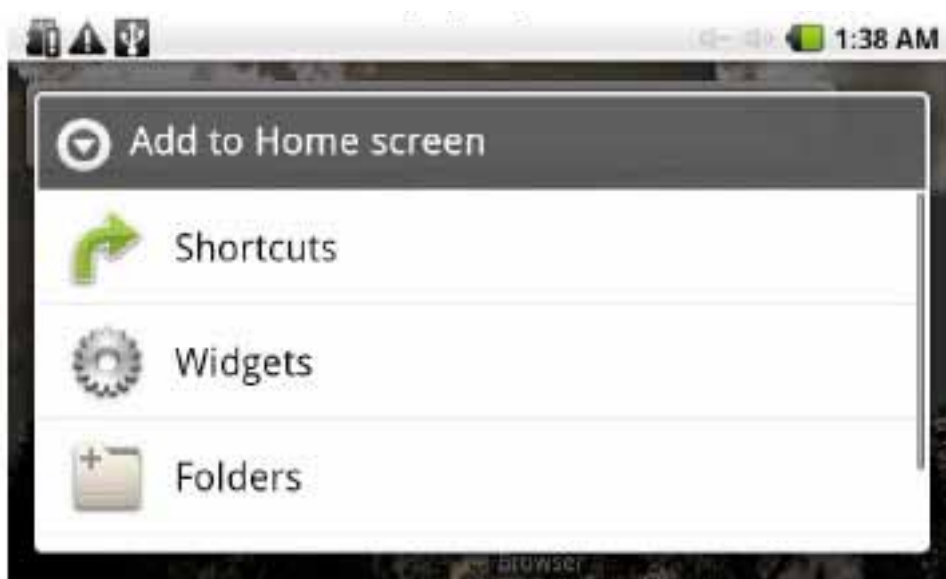 1:38 AM
Add to Home screen
Shortcuts
Widgets
Folders
Browser